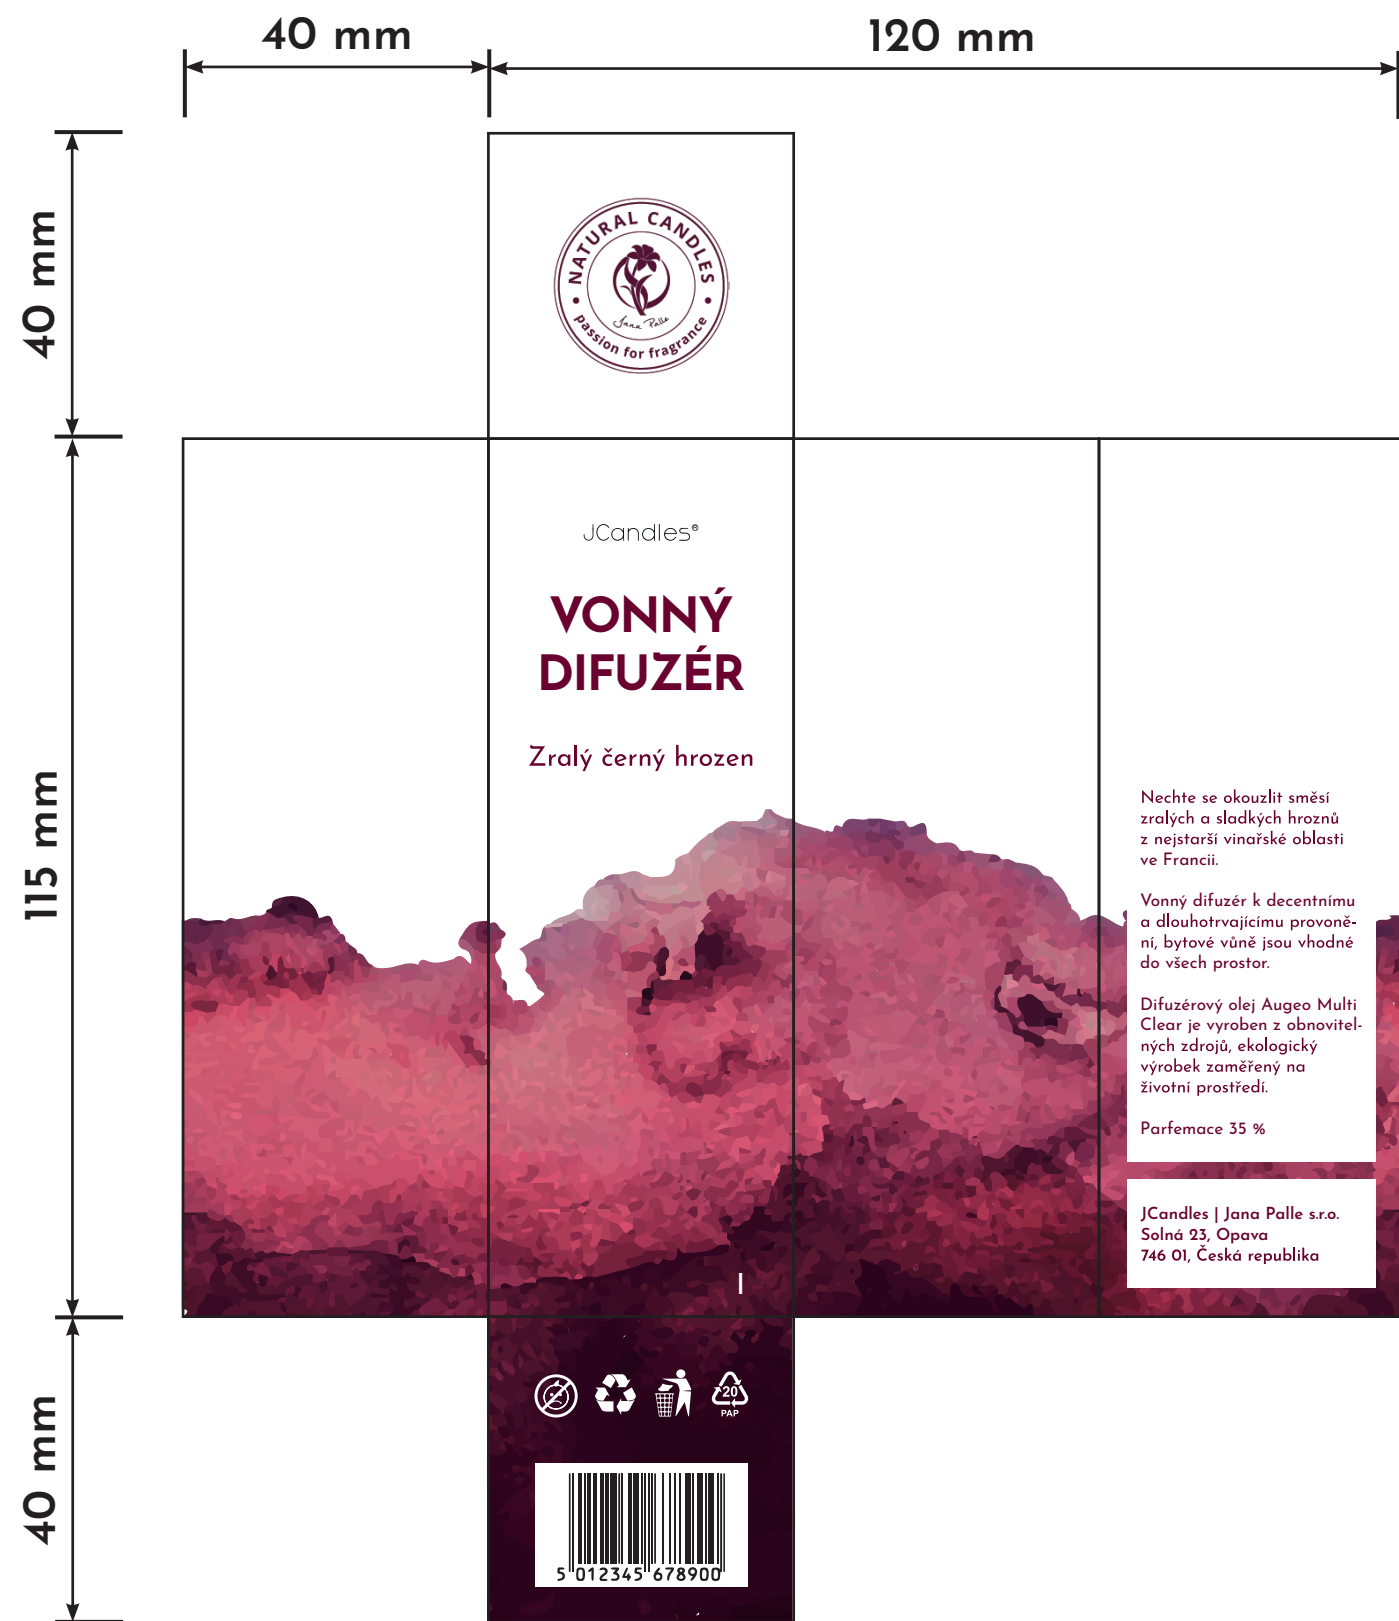 40 mm
120 mm
40 mm
NATURAL CANDLES
Jana Palle
passion for fragrance
115 mm
JCandles®
VONNÝ
DIFUZÉR
Zralý černý hrozen
Nechte se okouzlit směsí
zralých a sladkých hroznů
z nejstarší vinařské oblasti
ve Francii.
Vonný difuzér k decentnímu
a dlouhotrvajícímu provoně-
ní, bytové vůně jsou vhodné
do všech prostor.
Difuzérový olej Augeo Multi
Clear je vyroben z obnovitel-
ných zdrojů, ekologický
výrobek zaměřený na
životní prostředí.
Parfemace 35 %
JCandles | Jana Palle s.r.o.
Solná 23, Opava
746 01, Česká republika
40 mm
20
PAP
5 012345 678900